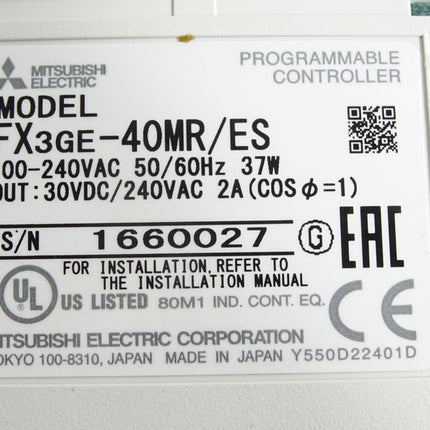 MITSUBISHI
ELECTRIC
PROGRAMMABLE
CONTROLLER
MODEL
FX3GE-40MR/ES
00-240VAC 50/60Hz 37W
OUT:30VDC/240VAC 2A(COSφ=1)
S/N 1660027 G EAC
FOR INSTALLATION, REFER TO
THE INSTALLATION MANUAL
UL US LISTED 80M1 IND. CONT. EQ. CE
MITSUBISHI ELECTRIC CORPORATION
TOKYO 100-8310, JAPAN MADE IN JAPAN Y550D22401D